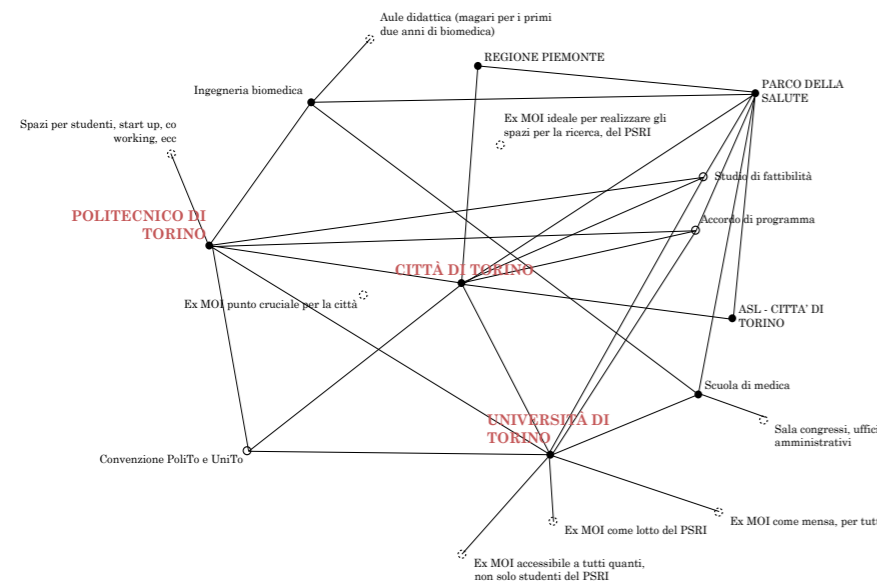 Aule didattica (magari per i primi
due anni di biomedica)
REGIONE PIEMONTE
PARCO DELLA
SALUTE
Ingegneria biomedica
Ex MOI ideale per realizzare gli
spazi per la ricerca, del PSRI
Spazi per studenti, start up, co
working, ecc
Studio di fattibilità
POLITECNICO DI
TORINO
Accordo di programma
CITTÀ DI TORINO
Ex MOI punto cruciale per la città
ASL - CITTA' DI
TORINO
Scuola di medica
UNIVERSITÀ DI
TORINO
Sala congressi, uffici
amministrativi
Convenzione PoliTo e UniTo
Ex MOI come mensa, per tutt
Ex MOI come lotto del PSRI
Ex MOI accessibile a tutti quanti,
non solo studenti del PSRI